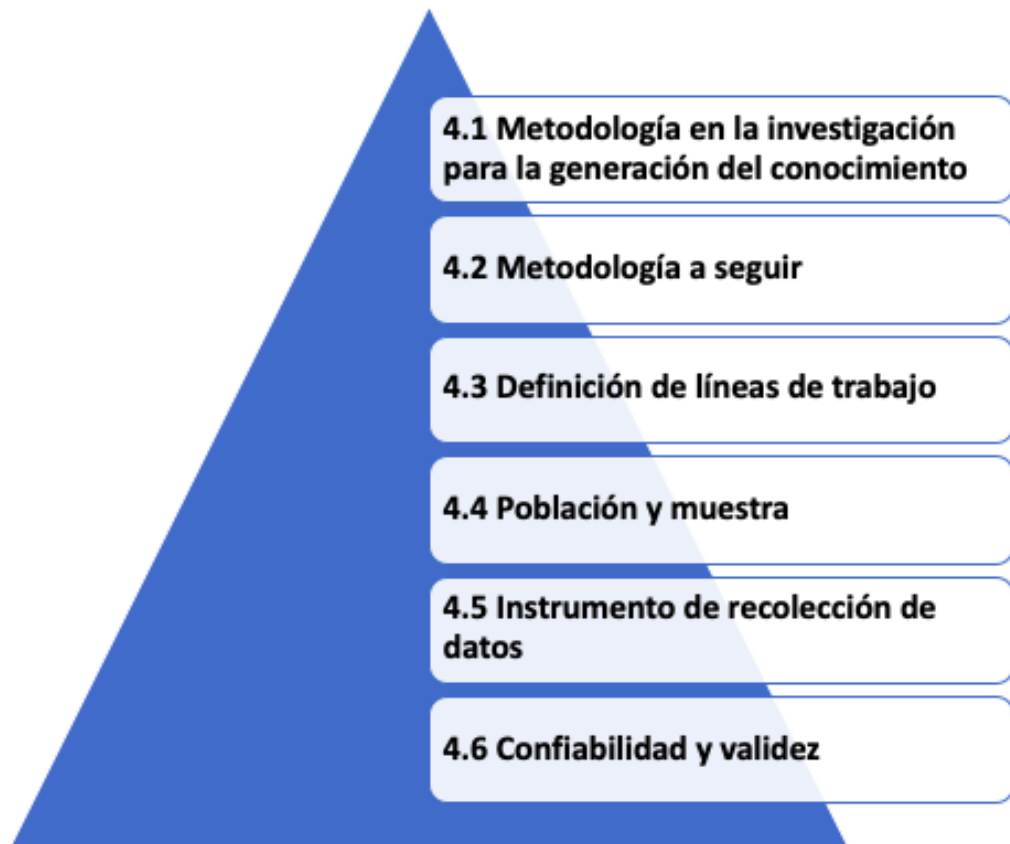 4.1 Metodología en la investigación
para la generación del conocimiento
4.2 Metodología a seguir
4.3 Definición de líneas de trabajo
4.4 Población y muestra
4.5 Instrumento de recolección de
datos
4.6 Confiabilidad y validez